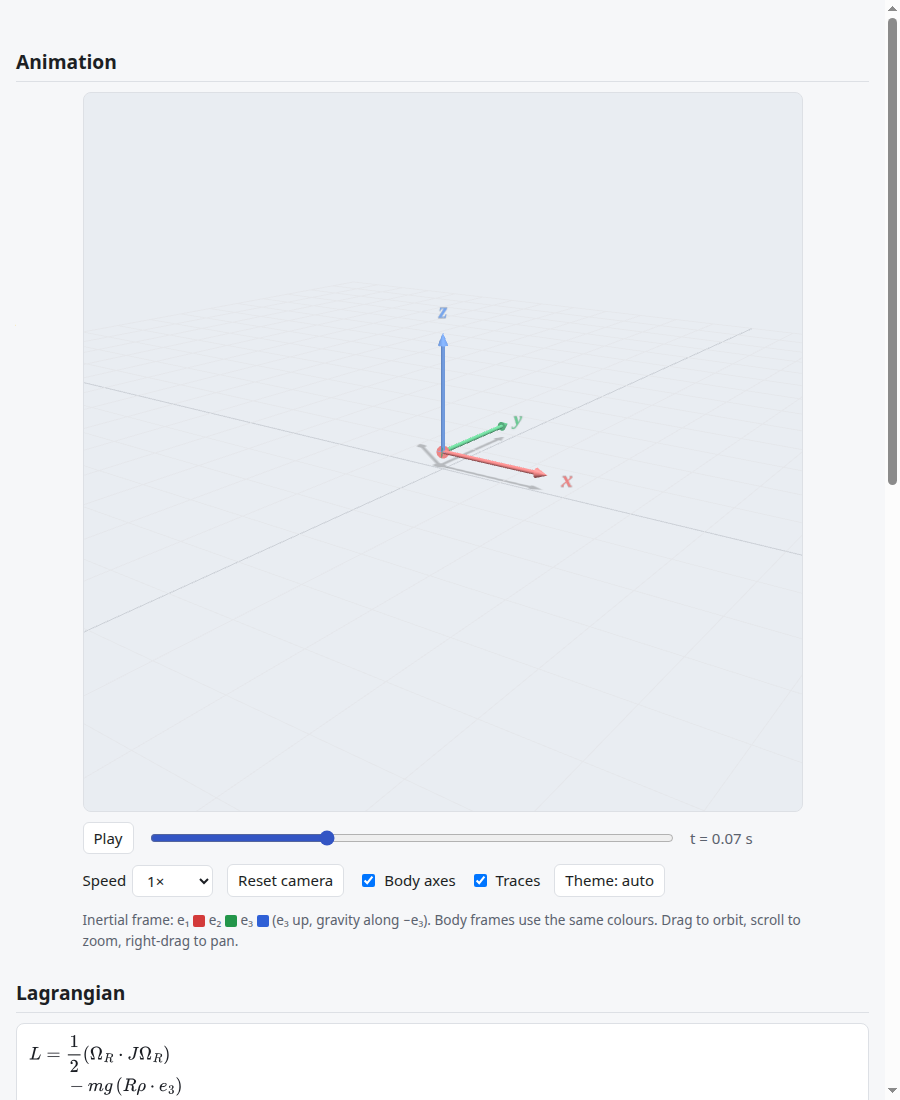 Animation
z
y
x
Play
t = 0.07 s
Speed 1× Reset camera Body axes Traces Theme: auto
Inertial frame: e₁ e₂ e₃ (e₃ up, gravity along −e₃). Body frames use the same colours. Drag to orbit, scroll to
zoom, right-drag to pan.
Lagrangian
L = 1/2 (Ω_R · JΩ_R)
− mg (Rρ · e₃)